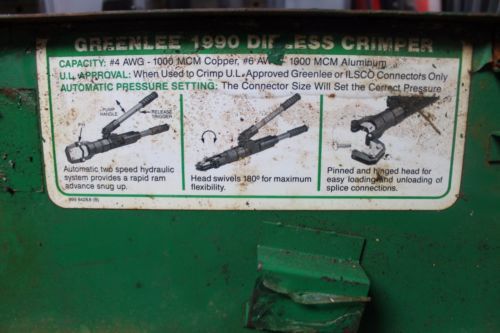 GREENLEE 1990 DIELESS CRIMPER
CAPACITY: #4 AWG - 1000 MCM Copper, #6 AWG - 1000 MCM Aluminum
U.L. APPROVAL: When Used to Crimp U.L. Approved Greenlee or ILSCO Connectors Only
AUTOMATIC PRESSURE SETTING: The Connector Size Will Set the Correct Pressure
PUMP HANDLE
RELEASE TRIGGER
Automatic two speed hydraulic
system provides a rapid ram
advance snug up.
Head swivels 180° for maximum
flexibility.
Pinned and hinged head for
easy loading and unloading of
splice connections.